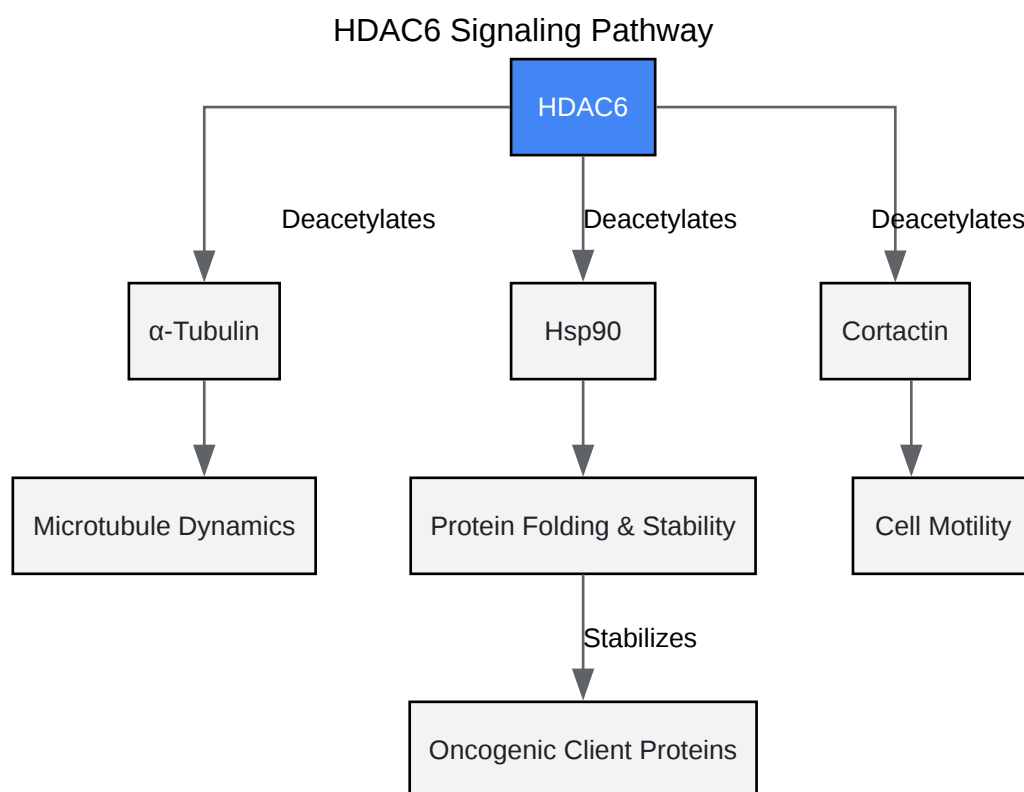 HDAC6 Signaling Pathway
HDAC6
Deacetylates
Deacetylates
Deacetylates
α-Tubulin
Hsp90
Cortactin
Microtubule Dynamics
Protein Folding & Stability
Cell Motility
Stabilizes
Oncogenic Client Proteins